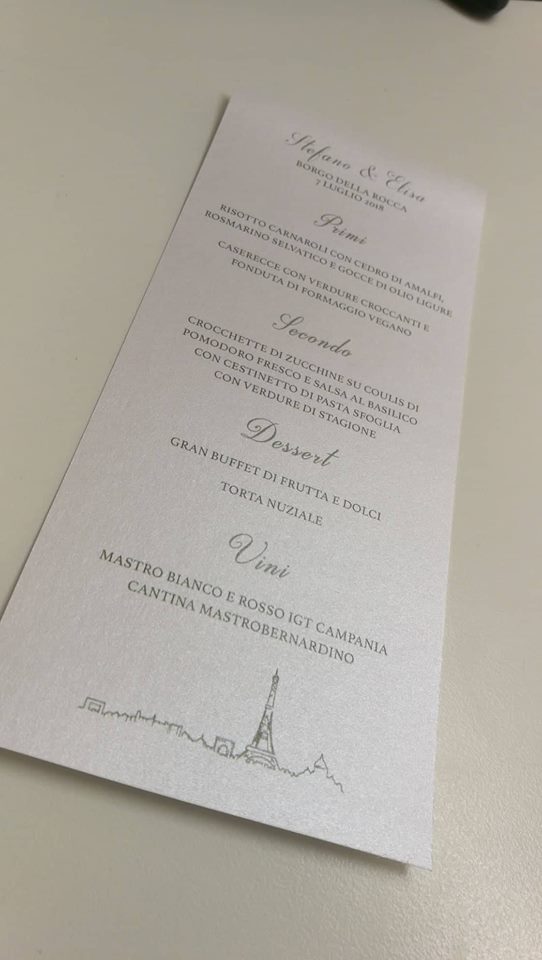 Stefano & Elisa
BORGO DELLA ROCCA
7 LUGLIO 2018
Primi
RISOTTO CARNAROLI CON CEDRO DI AMALFI,
ROSMARINO SELVATICO E GOCCE DI OLIO LIGURE
CASERECCE CON VERDURE CROCCANTI E
FONDUTA DI FORMAGGIO VEGANO
Secondo
CROCCHETTE DI ZUCCHINE SU COULIS DI
POMODORO FRESCO E SALSA AL BASILICO
CON CESTINETTO DI PASTA SFOGLIA
CON VERDURE DI STAGIONE
Dessert
GRAN BUFFET DI FRUTTA E DOLCI
TORTA NUZIALE
Vini
MASTRO BIANCO E ROSSO IGT CAMPANIA
CANTINA MASTROBERNARDINO